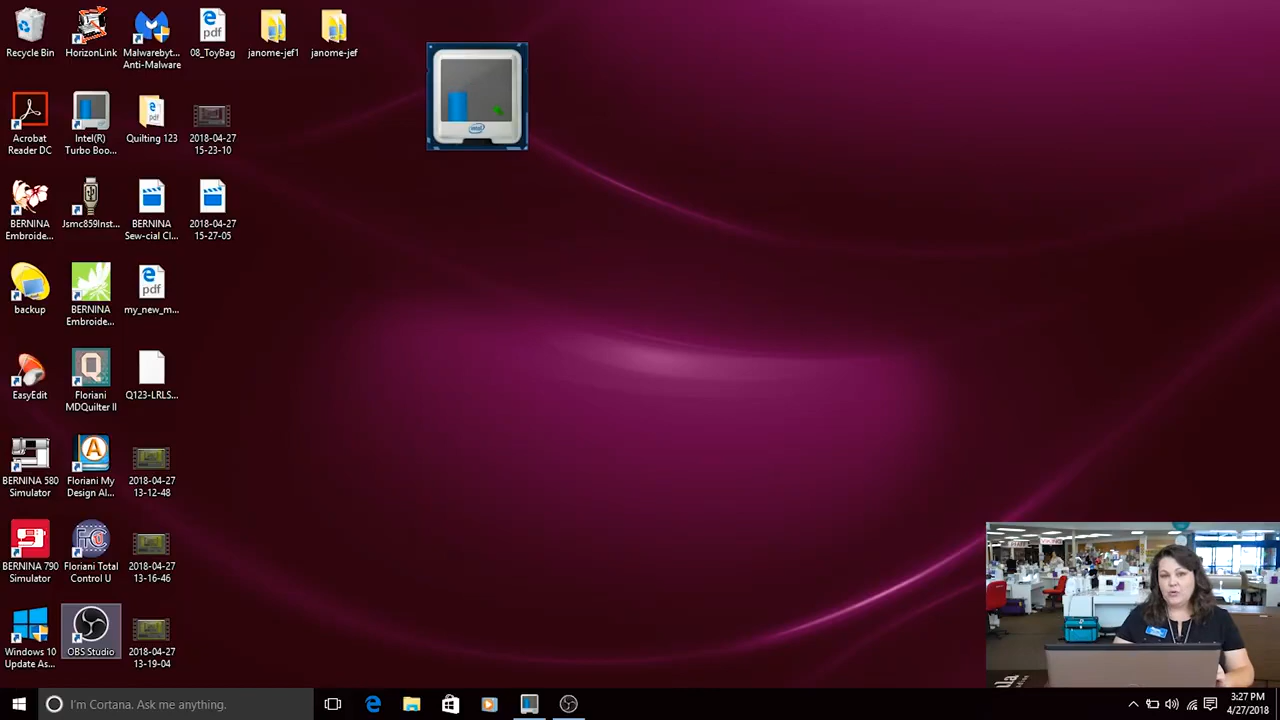 Recycle Bin
HorizonLink
Malwarebyt...
Anti-Malware
08_ToyBag
janome-jef1
janome-jef
Acrobat
Reader DC
Intel(R)
Turbo Boo...
Quilting 123
2018-04-27
15-23-10
BERNINA
Embroide...
Jsmc859Inst...
BERNINA
Sew-cial Cl...
2018-04-27
15-27-05
backup
BERNINA
Embroide...
my_new_m...
EasyEdit
Floriani
MDQuilter II
Q123-LRLS...
BERNINA 580
Simulator
Floriani My
Design Al...
2018-04-27
13-12-48
BERNINA 790
Simulator
Floriani Total
Control U
2018-04-27
13-16-46
Windows 10
Update As...
OBS Studio
2018-04-27
13-19-04
pdf
pdf
pdf
intel
I'm Cortana. Ask me anything.
3:27 PM
4/27/2018